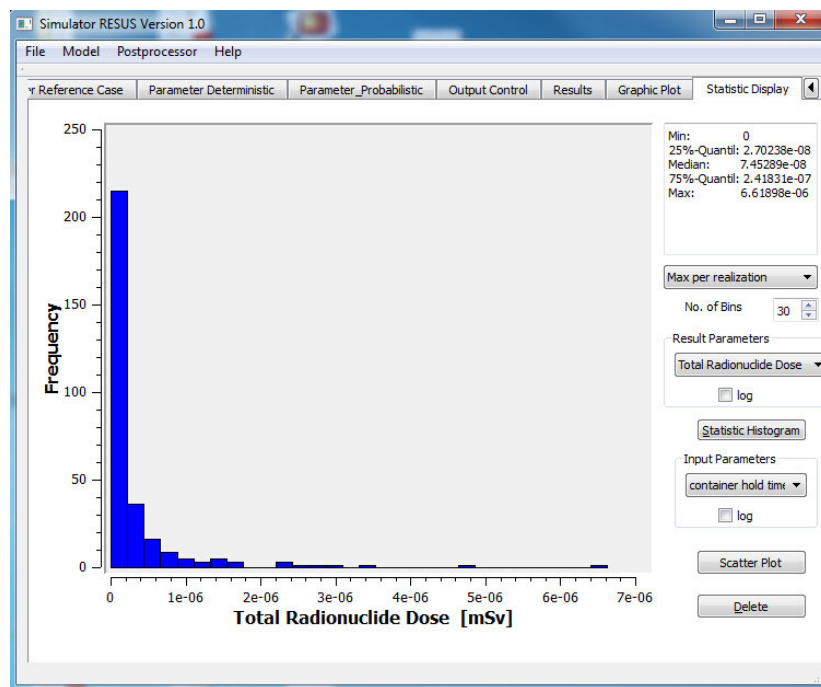 Simulator RESUS Version 1.0
File Model Postprocessor Help
r Reference Case Parameter Deterministic Parameter_Probabilistic Output Control Results Graphic Plot Statistic Display
250
200
150
100
50
0
Frequency
0 1e-06 2e-06 3e-06 4e-06 5e-06 6e-06 7e-06
Total Radionuclide Dose [mSv]
Min: 0
25%-Quantil: 2.70238e-08
Median: 7.45289e-08
75%-Quantil: 2.41831e-07
Max: 6.61898e-06
Max per realization
No. of Bins 30
Result Parameters
Total Radionuclide Dose
log
Statistic Histogram
Input Parameters
container hold time
log
Scatter Plot
Delete